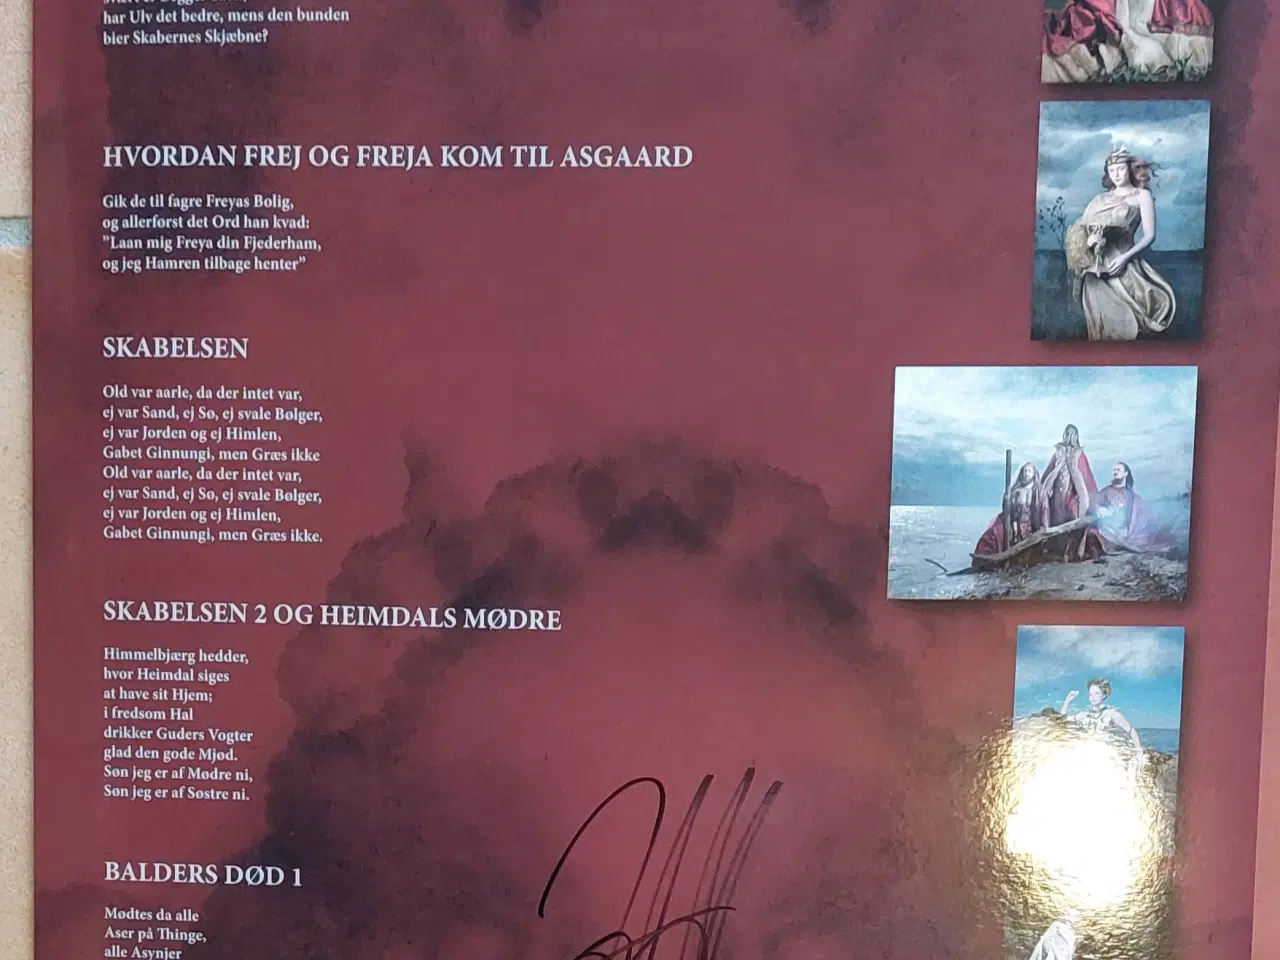 har Ulv det bedre, mens den bunden
bier Skabernes Skjæbne?
HVORDAN FREJ OG FREJA KOM TIL ASGAARD
Gik de til fagre Freyas Bolig,
og allerførst det Ord han kvad:
"Laan mig Freya din Fjederham,
og jeg Hamren tilbage henter"
SKABELSEN
Old var aarle, da der intet var,
ej var Sand, ej Sø, ej svale Bølger,
ej var Jorden og ej Himlen,
Gabet Ginnungi, men Græs ikke
Old var aarle, da der intet var,
ej var Sand, ej Sø, ej svale Bølger,
ej var Jorden og ej Himlen,
Gabet Ginnungi, men Græs ikke.
SKABELSEN 2 OG HEIMDALS MØDRE
Himmelbjærg hedder,
hvor Heimdal siges
at have sit Hjem;
i fredsom Hal
drikker Guders Vogter
glad den gode Mjød.
Søn jeg er af Mødre ni,
Søn jeg er af Søstre ni.
BALDERS DØD 1
Mødtes da alle
Aser på Thinge,
alle Asynjer